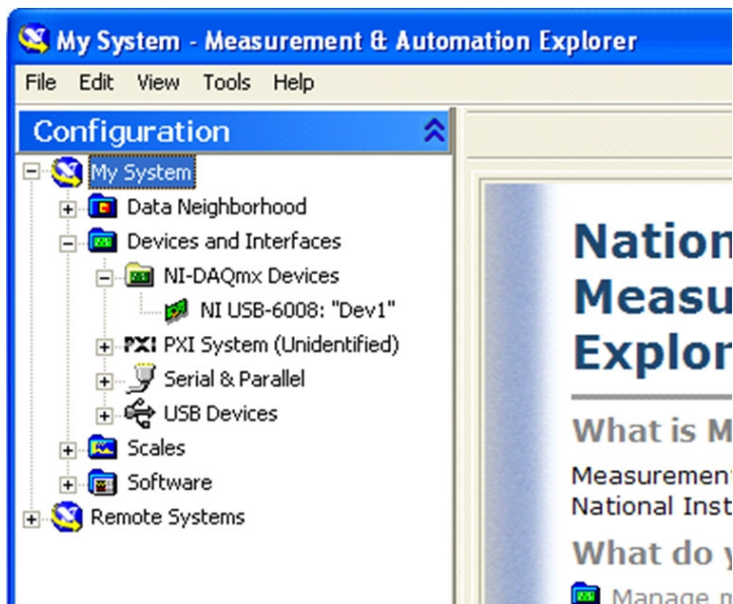 My System - Measurement & Automation Explorer
File Edit View Tools Help
Configuration
My System
Data Neighborhood
Devices and Interfaces
NI-DAQmx Devices
NI USB-6008: "Dev1"
PXI PXI System (Unidentified)
Serial & Parallel
USB Devices
Scales
Software
Remote Systems
Nation
Measu
Explor
What is M
Measurement
National Inst
What do y
Manage m